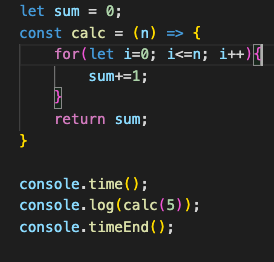 let sum = 0;
const calc = (n) => {
    for(let i=0; i<=n; i++){
        sum+=1;
    }
    return sum;
}

console.time();
console.log(calc(5));
console.timeEnd();